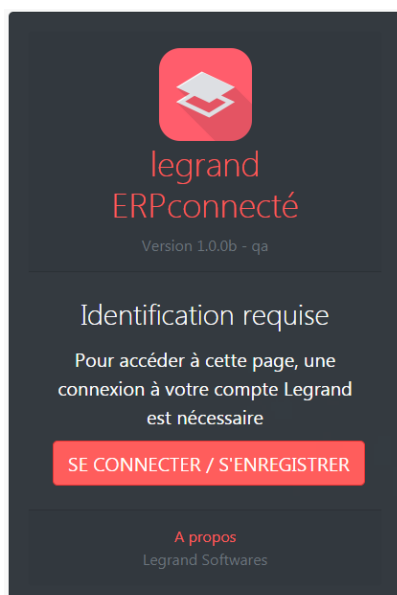 legrand
ERPconnecté
Version 1.0.0b - qa
Identification requise
Pour accéder à cette page, une
connexion à votre compte Legrand
est nécessaire
SE CONNECTER / S'ENREGISTRER
A propos
Legrand Softwares